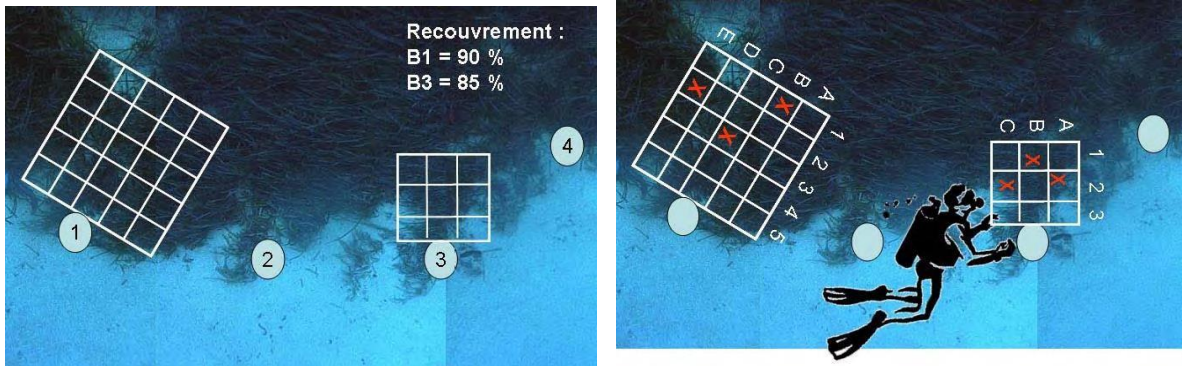 Recouvrement :
B1 = 90 %
B3 = 85 %
1
2
3
4
E
D
C
B
A
1
2
3
4
5
X
X
X
C
B
A
1
2
3
X
X
X